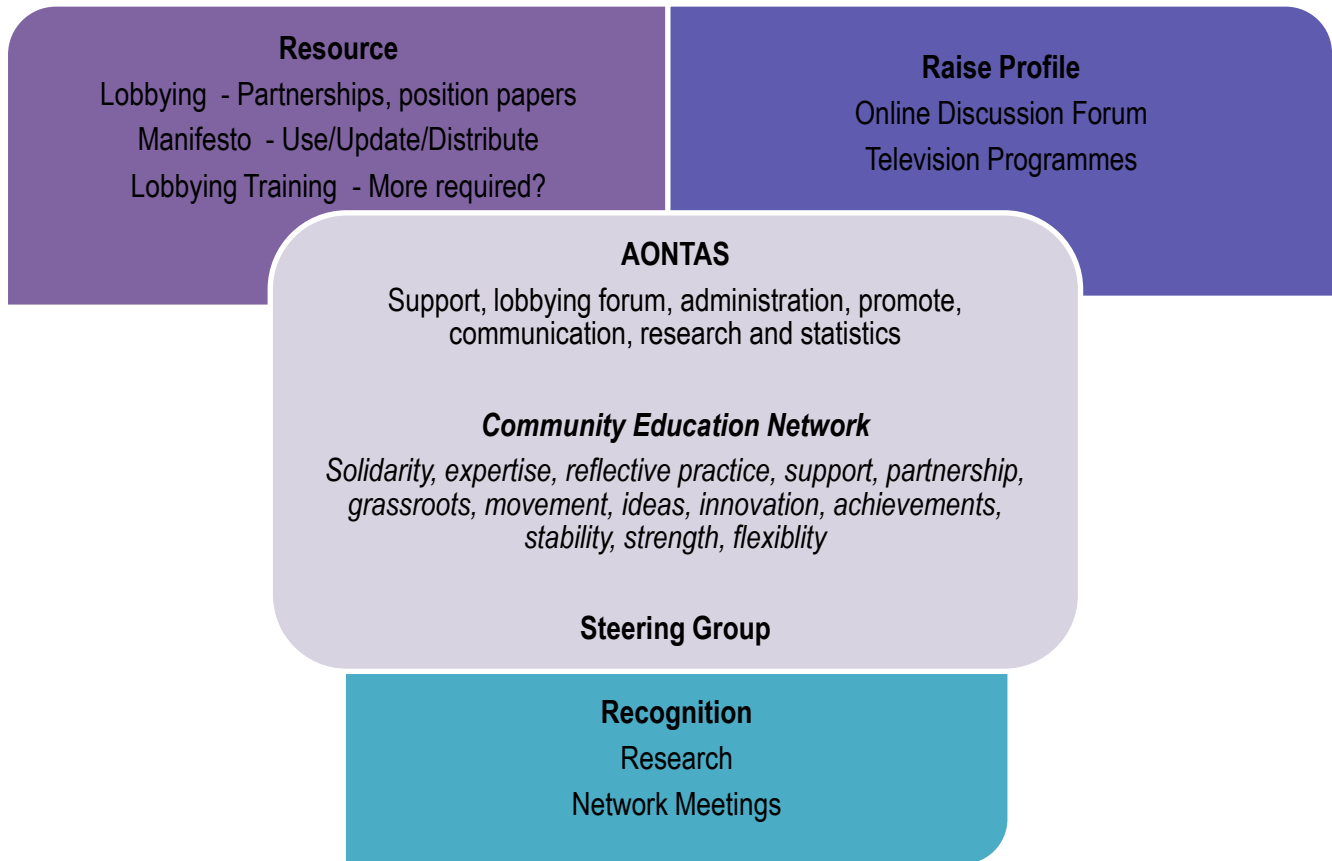 Resource
Lobbying - Partnerships, position papers
Manifesto - Use/Update/Distribute
Lobbying Training - More required?
Raise Profile
Online Discussion Forum
Television Programmes
AONTAS
Support, lobbying forum, administration, promote,
communication, research and statistics
Community Education Network
Solidarity, expertise, reflective practice, support, partnership,
grassroots, movement, ideas, innovation, achievements,
stability, strength, flexiblity
Steering Group
Recognition
Research
Network Meetings